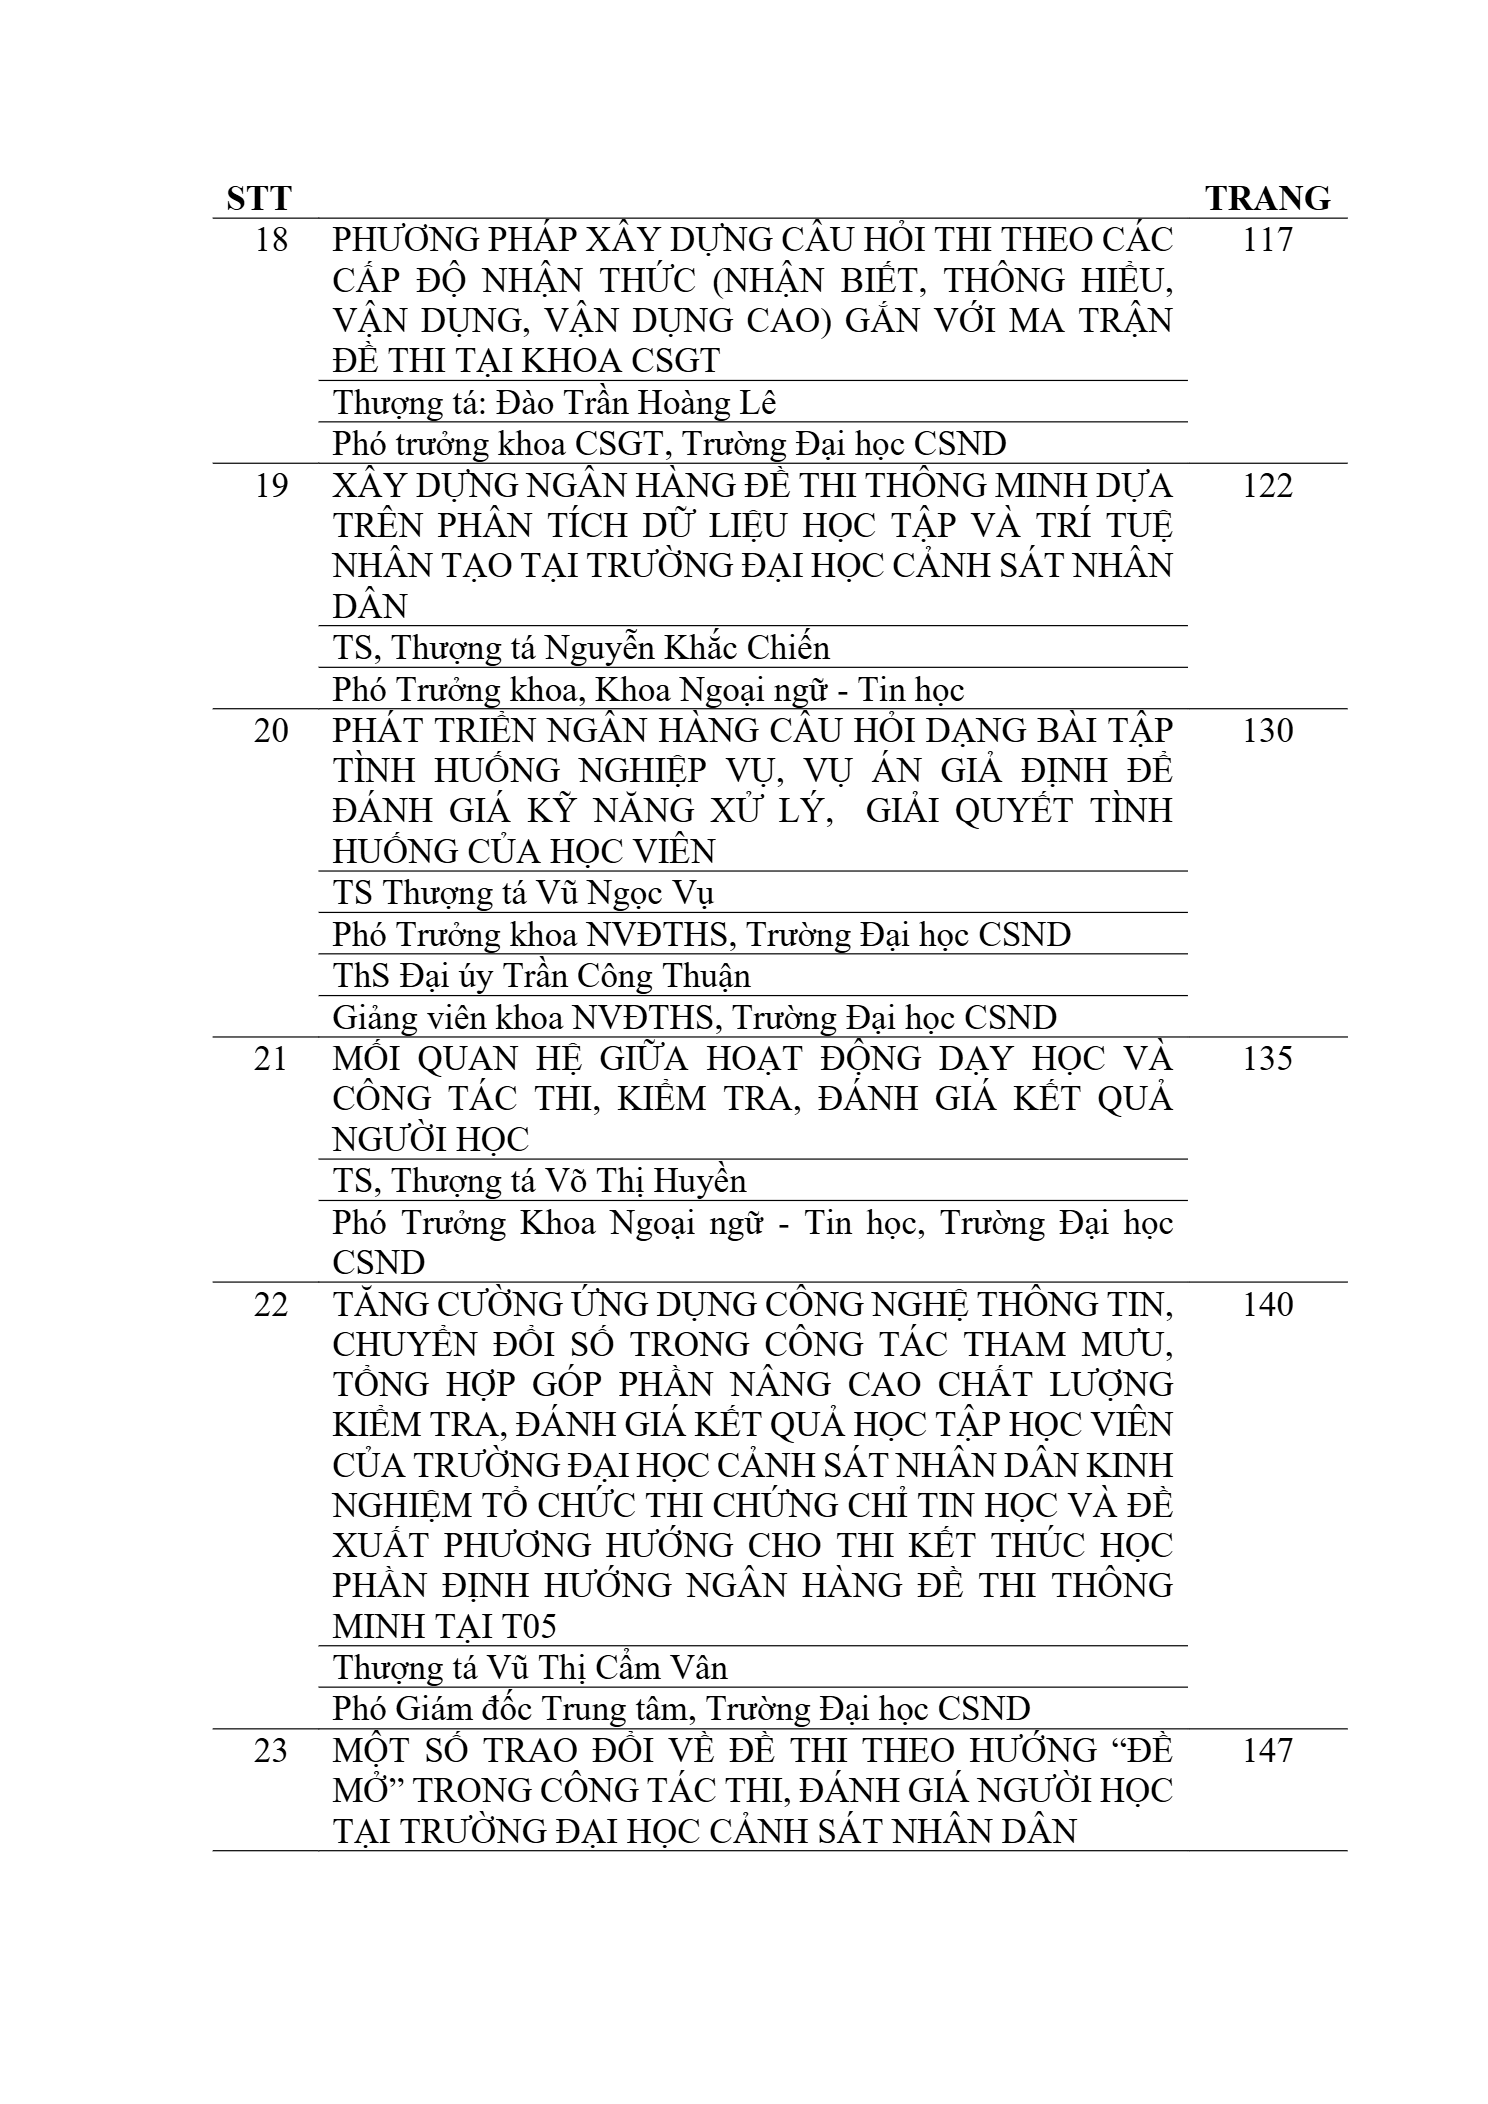 STT TRANG
18 PHƯƠNG PHÁP XÂY DỰNG CÂU HỎI THI THEO CÁC 117
CẤP ĐỘ NHẬN THỨC (NHẬN BIẾT, THÔNG HIỂU,
VẬN DỤNG, VẬN DỤNG CAO) GẮN VỚI MA TRẬN
ĐỀ THI TẠI KHOA CSGT
Thượng tá: Đào Trần Hoàng Lê
Phó trưởng khoa CSGT, Trường Đại học CSND
19 XÂY DỰNG NGÂN HÀNG ĐỀ THI THÔNG MINH DỰA 122
TRÊN PHÂN TÍCH DỮ LIỆU HỌC TẬP VÀ TRÍ TUỆ
NHÂN TẠO TẠI TRƯỜNG ĐẠI HỌC CẢNH SÁT NHÂN
DÂN
TS, Thượng tá Nguyễn Khắc Chiến
Phó Trưởng khoa, Khoa Ngoại ngữ - Tin học
20 PHÁT TRIỂN NGÂN HÀNG CÂU HỎI DẠNG BÀI TẬP 130
TÌNH HUỐNG NGHIỆP VỤ, VỤ ÁN GIẢ ĐỊNH ĐỂ
ĐÁNH GIÁ KỸ NĂNG XỬ LÝ, GIẢI QUYẾT TÌNH
HUỐNG CỦA HỌC VIÊN
TS Thượng tá Vũ Ngọc Vụ
Phó Trưởng khoa NVĐTHS, Trường Đại học CSND
ThS Đại úy Trần Công Thuận
Giảng viên khoa NVĐTHS, Trường Đại học CSND
21 MỐI QUAN HỆ GIỮA HOẠT ĐỘNG DẠY HỌC VÀ 135
CÔNG TÁC THI, KIỂM TRA, ĐÁNH GIÁ KẾT QUẢ
NGƯỜI HỌC
TS, Thượng tá Võ Thị Huyền
Phó Trưởng Khoa Ngoại ngữ - Tin học, Trường Đại học
CSND
22 TĂNG CƯỜNG ỨNG DỤNG CÔNG NGHỆ THÔNG TIN, 140
CHUYỂN ĐỔI SỐ TRONG CÔNG TÁC THAM MƯU,
TỔNG HỢP GÓP PHẦN NÂNG CAO CHẤT LƯỢNG
KIỂM TRA, ĐÁNH GIÁ KẾT QUẢ HỌC TẬP HỌC VIÊN
CỦA TRƯỜNG ĐẠI HỌC CẢNH SÁT NHÂN DÂN KINH
NGHIỆM TỔ CHỨC THI CHỨNG CHỈ TIN HỌC VÀ ĐỀ
XUẤT PHƯƠNG HƯỚNG CHO THI KẾT THÚC HỌC
PHẦN ĐỊNH HƯỚNG NGÂN HÀNG ĐỀ THI THÔNG
MINH TẠI T05
Thượng tá Vũ Thị Cẩm Vân
Phó Giám đốc Trung tâm, Trường Đại học CSND
23 MỘT SỐ TRAO ĐỔI VỀ ĐỀ THI THEO HƯỚNG “ĐỀ 147
MỞ” TRONG CÔNG TÁC THI, ĐÁNH GIÁ NGƯỜI HỌC
TẠI TRƯỜNG ĐẠI HỌC CẢNH SÁT NHÂN DÂN